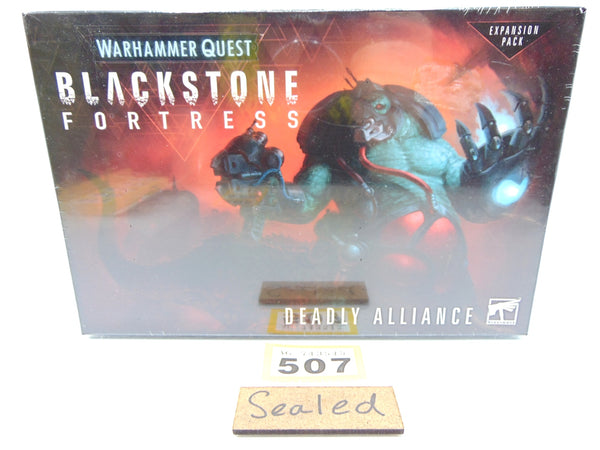 WARHAMMER QUEST
EXPANSION
PACK
BLACKSTONE
FORTRESS
DEADLY ALLIANCE
507
Sealed